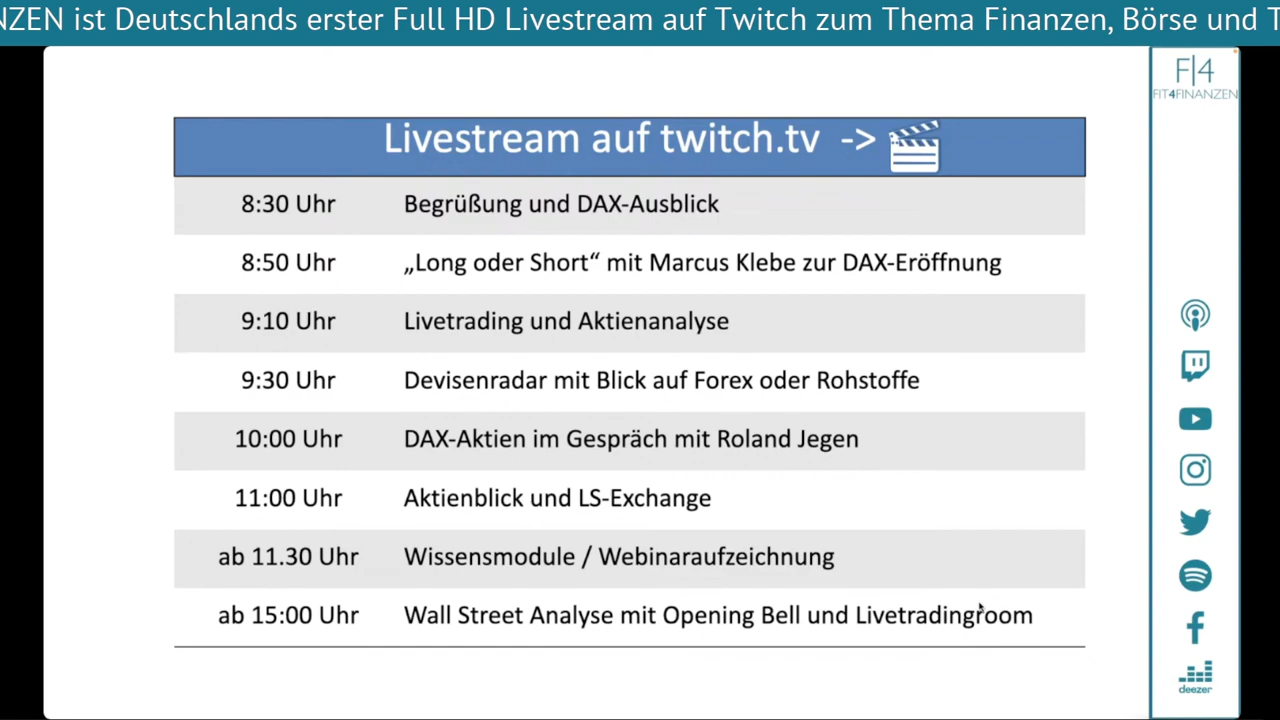 NZEN ist Deutschlands erster Full HD Livestream auf Twitch zum Thema Finanzen, Börse und T
F|4
FIT4FINANZEN
Livestream auf twitch.tv ->
8:30 Uhr Begrüßung und DAX-Ausblick
8:50 Uhr „Long oder Short“ mit Marcus Klebe zur DAX-Eröffnung
9:10 Uhr Livetrading und Aktienanalyse
9:30 Uhr Devisenradar mit Blick auf Forex oder Rohstoffe
10:00 Uhr DAX-Aktien im Gespräch mit Roland Jegen
11:00 Uhr Aktienblick und LS-Exchange
ab 11.30 Uhr Wissensmodule / Webinaraufzeichnung
ab 15:00 Uhr Wall Street Analyse mit Opening Bell und Livetradingroom
deezer